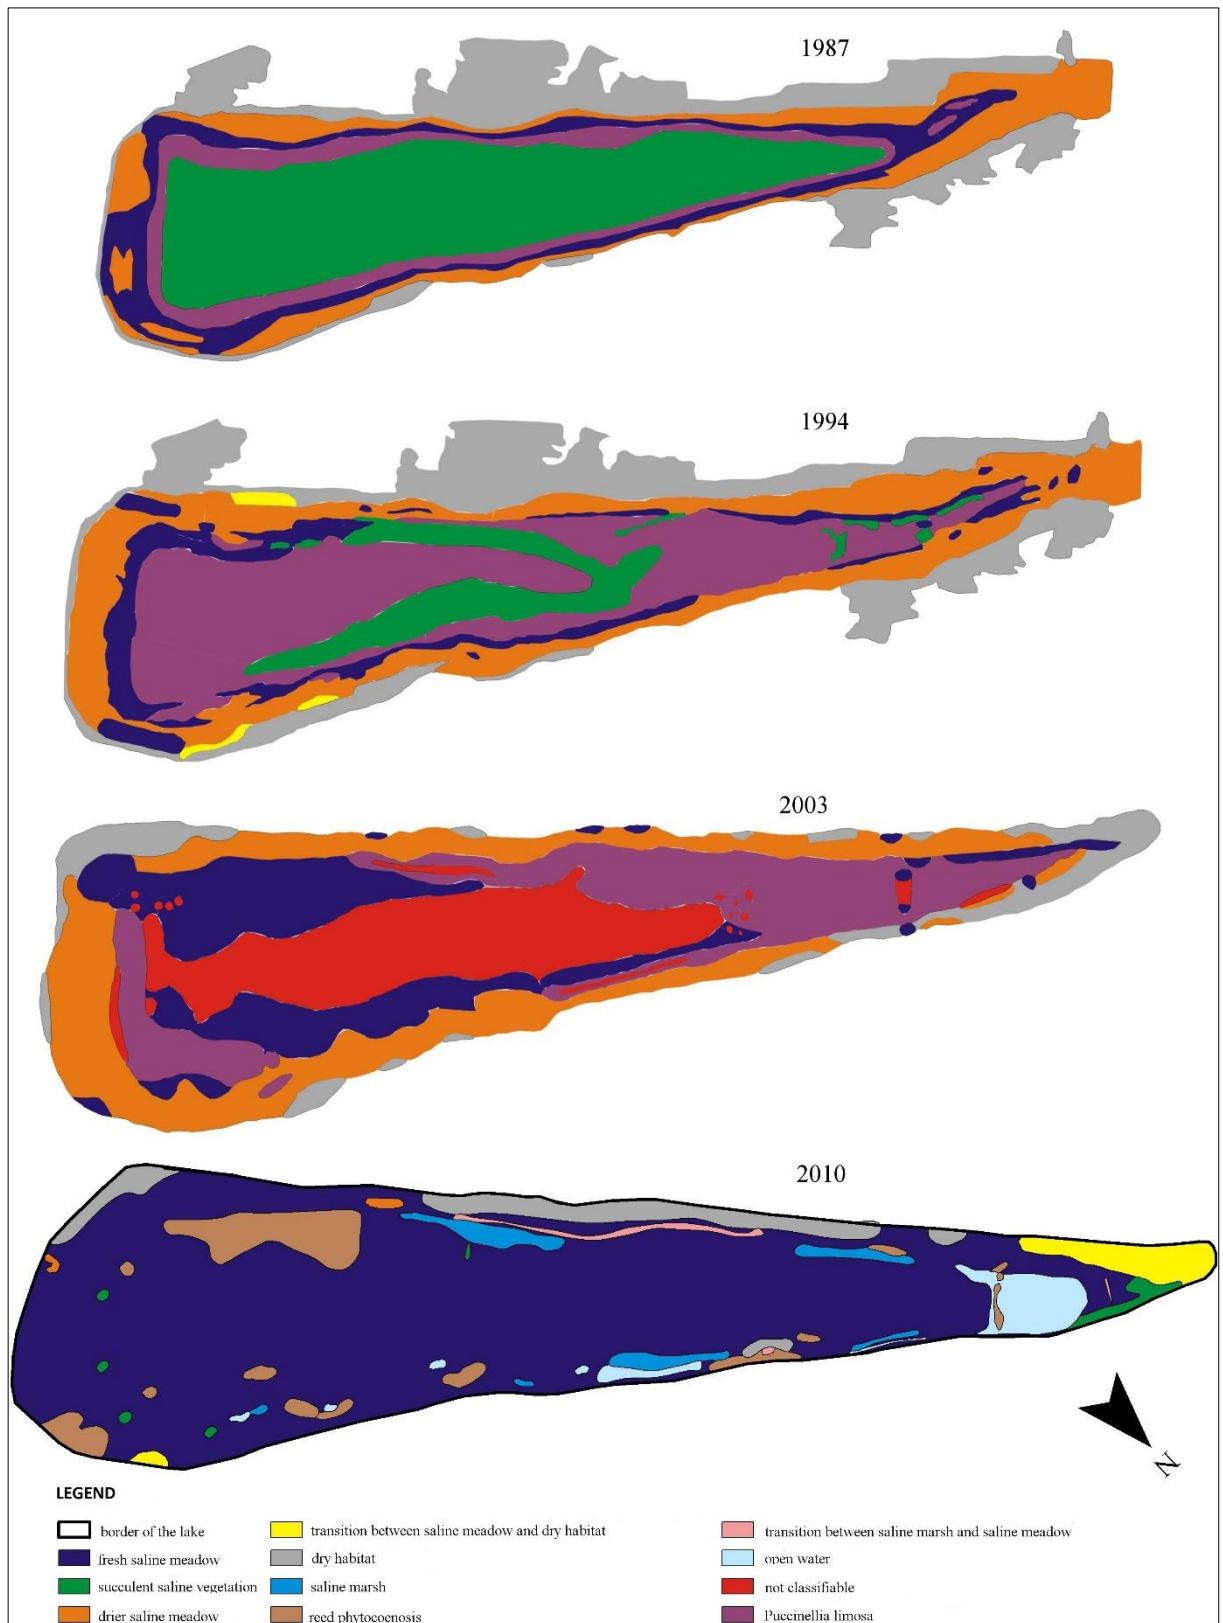 1987
1994
2003
2010
N
LEGEND
border of the lake
transition between saline meadow and dry habitat
transition between saline marsh and saline meadow
fresh saline meadow
dry habitat
open water
succulent saline vegetation
saline marsh
not classifiable
drier saline meadow
reed phytocoenosis
Puccinellia limosa